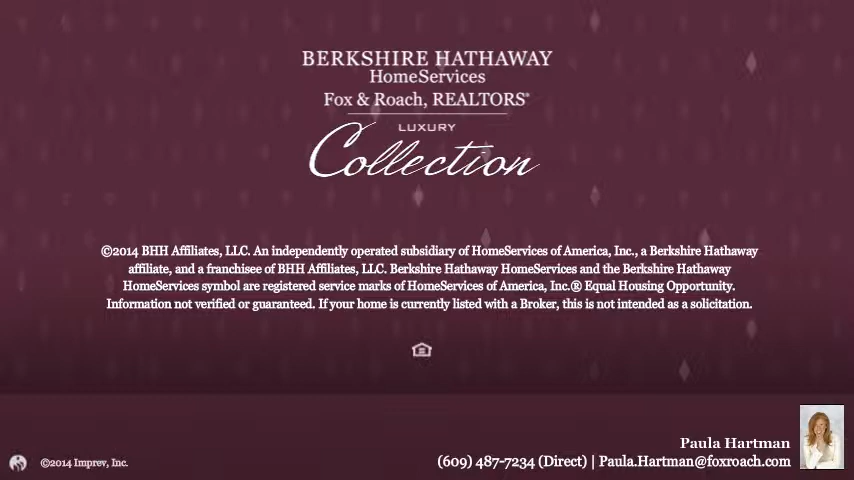 BERKSHIRE HATHAWAY
HomeServices
Fox & Roach, REALTORS®
LUXURY
Collection
©2014 BHH Affiliates, LLC. An independently operated subsidiary of HomeServices of America, Inc., a Berkshire Hathaway
affiliate, and a franchisee of BHH Affiliates, LLC. Berkshire Hathaway HomeServices and the Berkshire Hathaway
HomeServices symbol are registered service marks of HomeServices of America, Inc.® Equal Housing Opportunity.
Information not verified or guaranteed. If your home is currently listed with a Broker, this is not intended as a solicitation.
Paula Hartman
(609) 487-7234 (Direct) | Paula.Hartman@foxroach.com
©2014 Imprev, Inc.